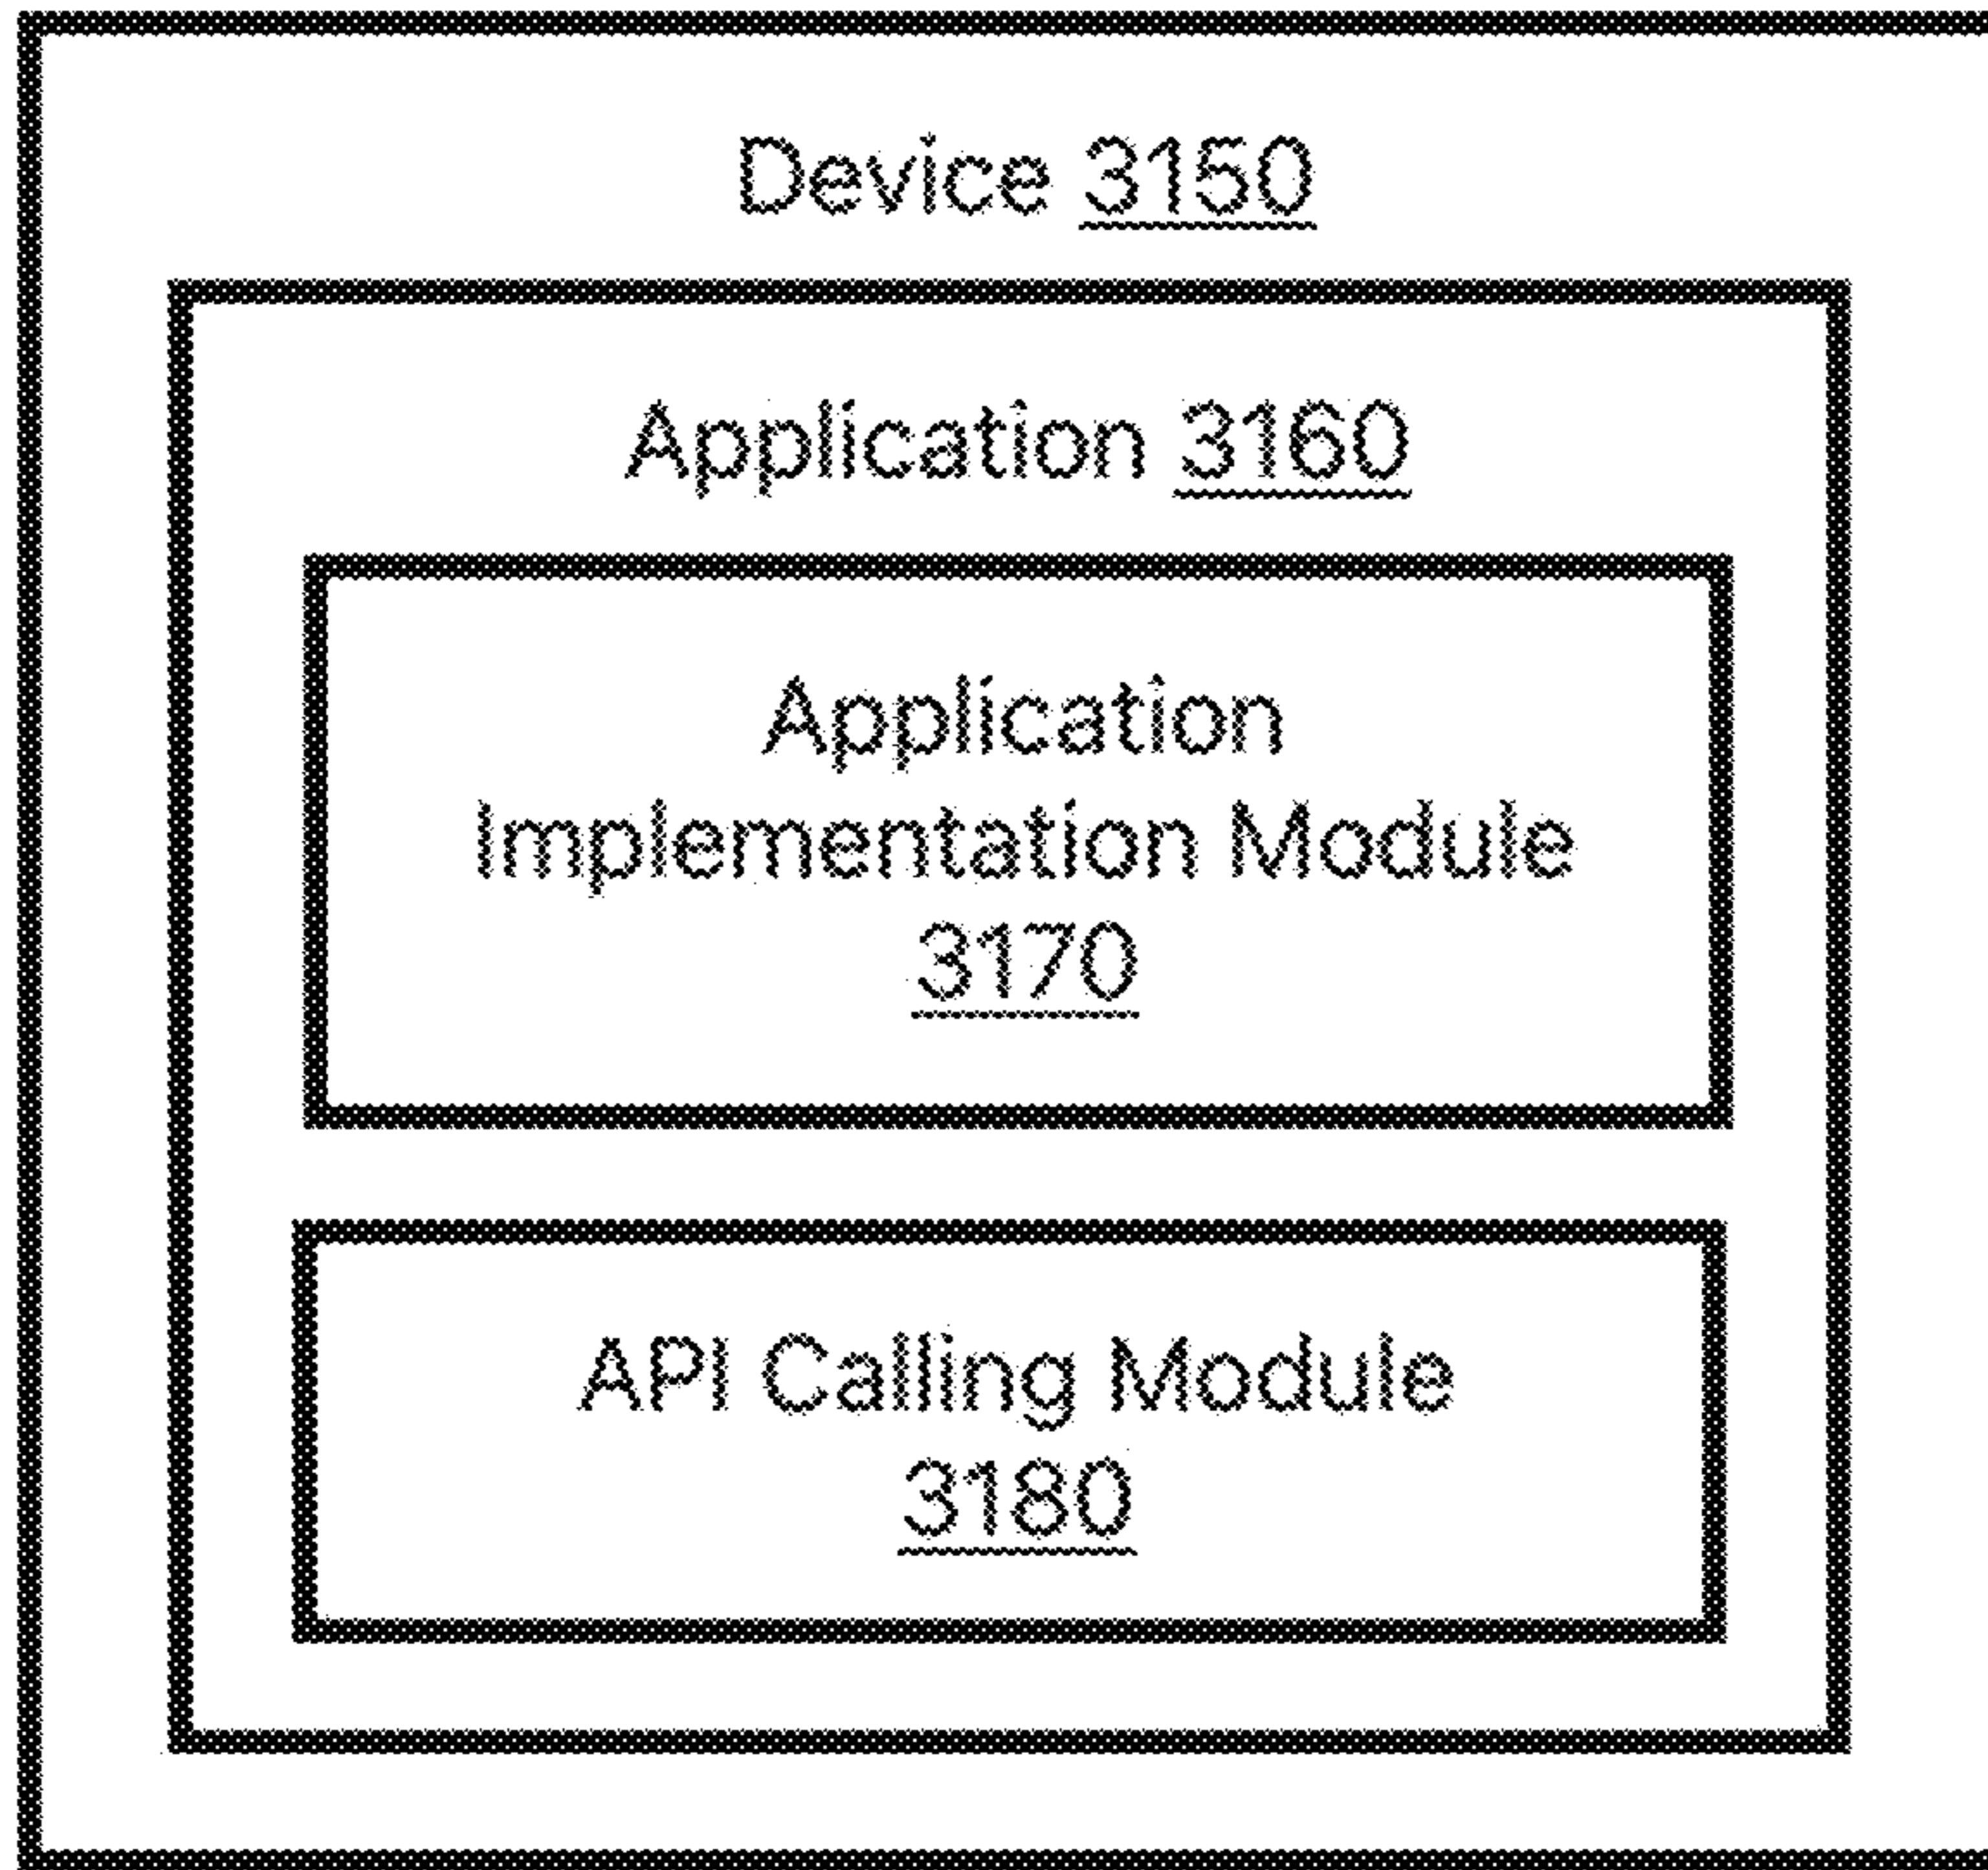 Device 3150
Application 3160
Application
Implementation Module
3170
API Calling Module
3180